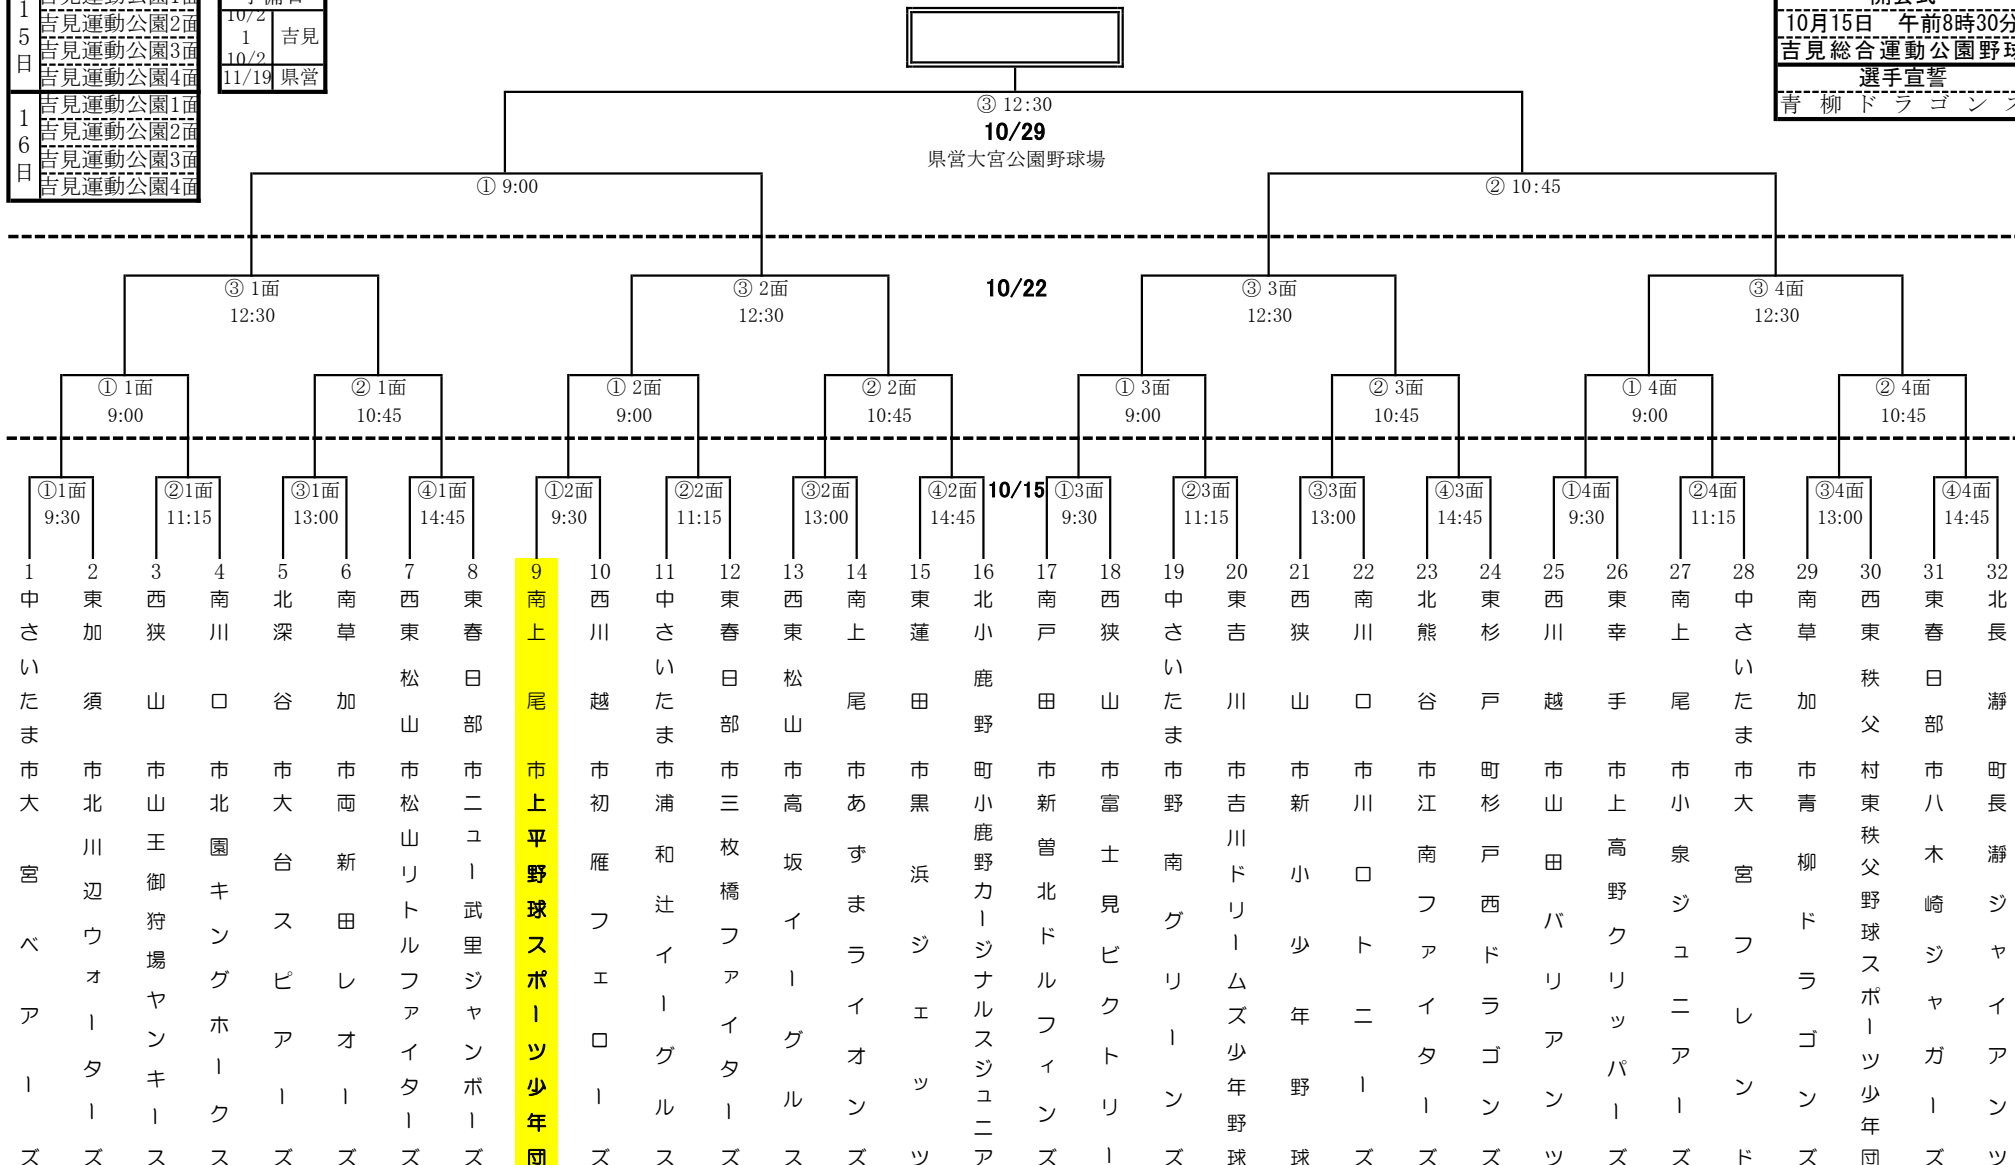 15日
吉見運動公園2面
吉見運動公園3面
吉見運動公園4面
16日
吉見運動公園1面
吉見運動公園2面
吉見運動公園3面
吉見運動公園4面
10/2
1
吉見
10/2
11/19 県営
10月15日 午前8時30分
吉見総合運動公園野球
選手宣誓
青柳ドラゴンズ
③ 12:30
10/29
県営大宮公園野球場
① 9:00
② 10:45
③ 1面
12:30
③ 2面
12:30
10/22
③ 3面
12:30
③ 4面
12:30
① 1面
9:00
② 1面
10:45
① 2面
9:00
② 2面
10:45
① 3面
9:00
② 3面
10:45
① 4面
9:00
② 4面
10:45
①1面
9:30
②1面
11:15
③1面
13:00
④1面
14:45
①2面
9:30
②2面
11:15
③2面
13:00
④2面
14:45
10/15
①3面
9:30
②3面
11:15
③3面
13:00
④3面
14:45
①4面
9:30
②4面
11:15
③4面
13:00
④4面
14:45
1 中 さいたま市 大宮ベアーズ
2 東 加須市 北川辺ウォーターズ
3 西 狭山市 山王御狩場ヤンキース
4 南 川口市 北園キングホークス
5 北 深谷市 大台スピアーズ
6 南 草加市 両新田レオーズ
7 西 東松山市 松山リトルファイターズ
8 東 春日部市 ニュー武里ジャンボーズ
9 南 上尾市 上平野球スポーツ少年団
10 西 川越市 初雁フェローズ
11 中 さいたま市 浦和辻イーグルス
12 東 春日部市 三枚橋ファイターズ
13 西 東松山市 高坂イーグルス
14 南 上尾市 あずまライオンズ
15 東 蓮田市 黒浜ジェッツ
16 北 小鹿野町 小鹿野カージナルスジュニア
17 南 戸田市 新曽北ドルフィンズ
18 西 狭山市 富士見ビクトリー
19 中 さいたま市 野南グリーンズ
20 東 吉川市 吉川ドリームズ少年野球
21 西 狭山市 新小少年野球
22 南 川口市 川口トニーズ
23 北 熊谷市 江南ファイターズ
24 東 杉戸町 杉戸西ドラゴンズ
25 西 川越市 山田バリアンツ
26 東 幸手市 上高野クリッパーズ
27 南 上尾市 小泉ジュニアーズ
28 中 さいたま市 大宮フレンド
29 南 草加市 青柳ドラゴンズ
30 西 東秩父村 東秩父野球スポーツ少年団
31 東 春日部市 八木崎ジャガーズ
32 北 長瀞町 長瀞ジャイアンツ